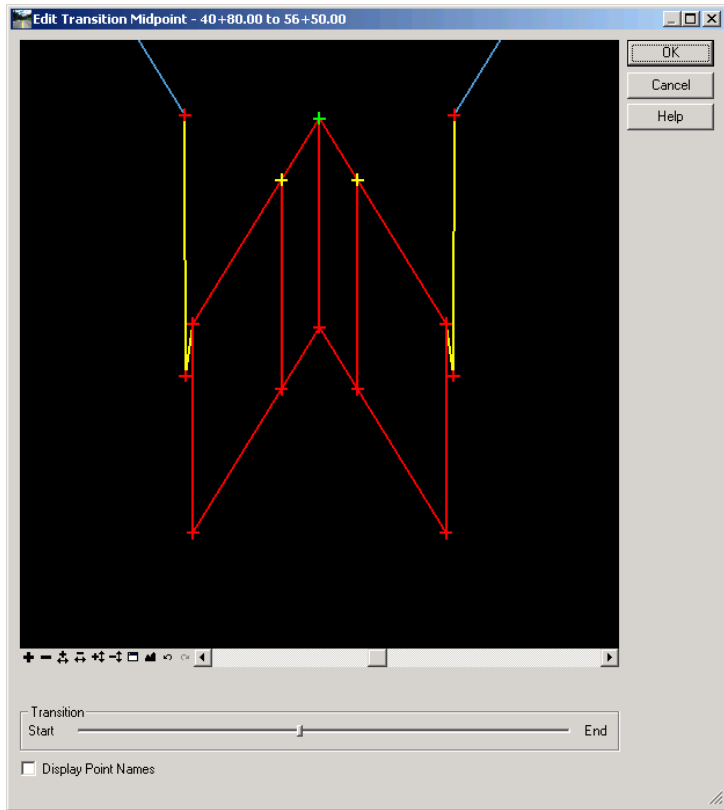 Edit Transition Midpoint - 40+80.00 to 56+50.00
OK
Cancel
Help
Transition
Start End
Display Point Names